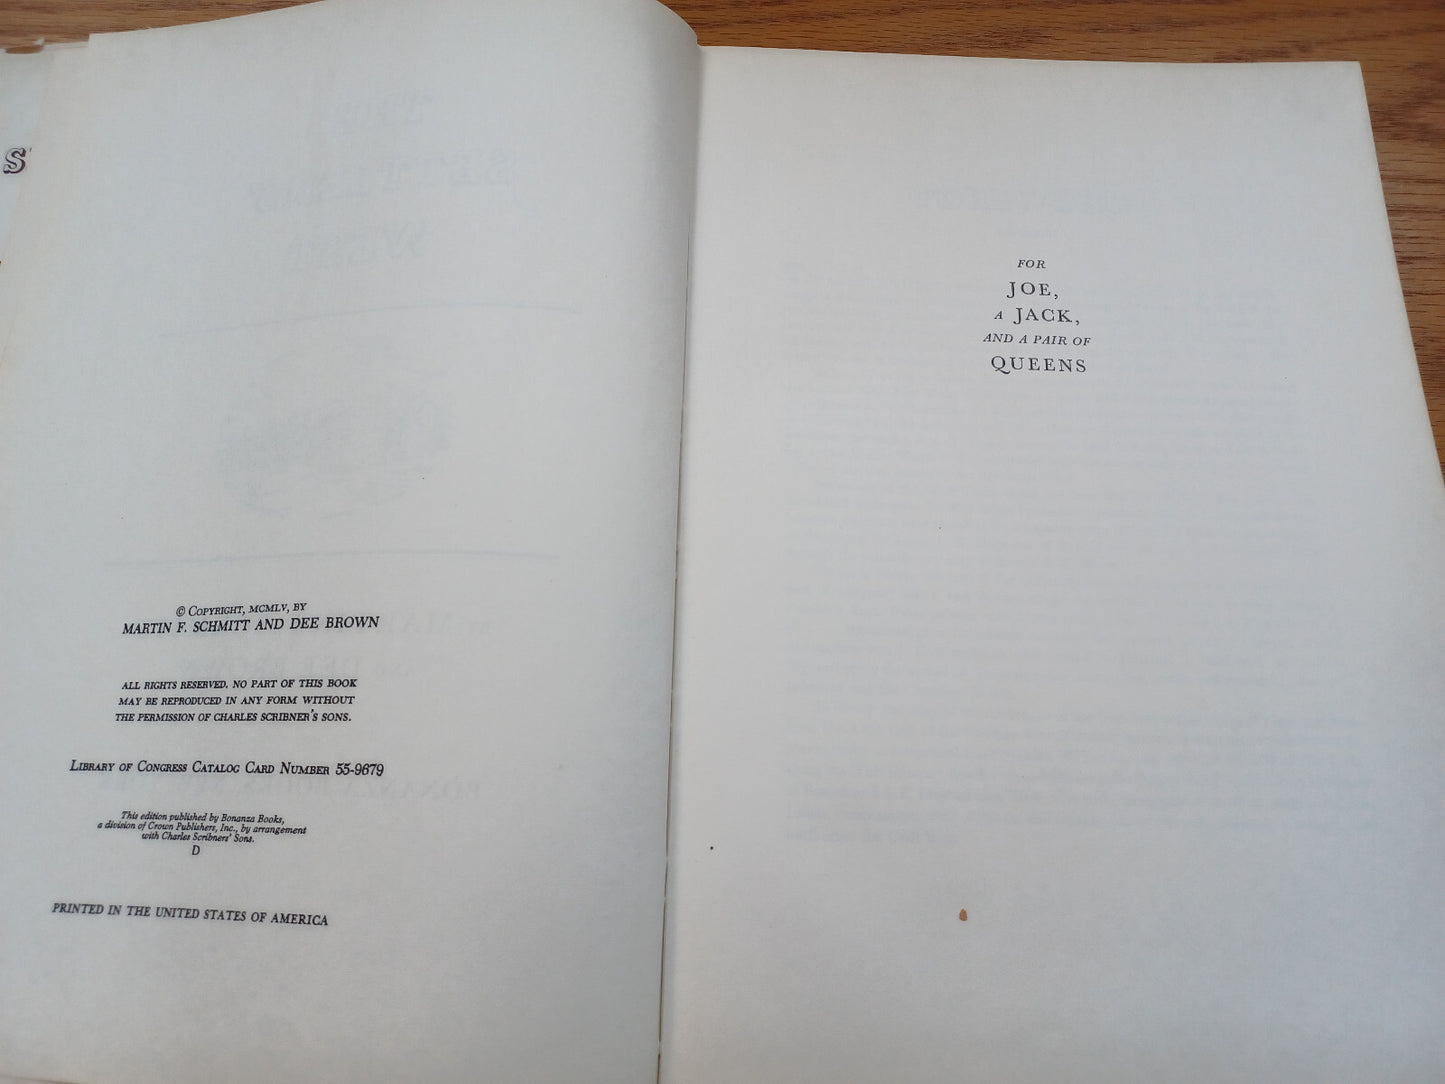 S
© COPYRIGHT, MCMLV, BY
MARTIN F. SCHMITT AND DEE BROWN
ALL RIGHTS RESERVED. NO PART OF THIS BOOK
MAY BE REPRODUCED IN ANY FORM WITHOUT
THE PERMISSION OF CHARLES SCRIBNER'S SONS.
LIBRARY OF CONGRESS CATALOG CARD NUMBER 55-9679
This edition published by Bonanza Books,
a division of Crown Publishers, Inc., by arrangement
with Charles Scribners' Sons.
D
PRINTED IN THE UNITED STATES OF AMERICA
FOR
JOE,
A JACK,
AND A PAIR OF
QUEENS